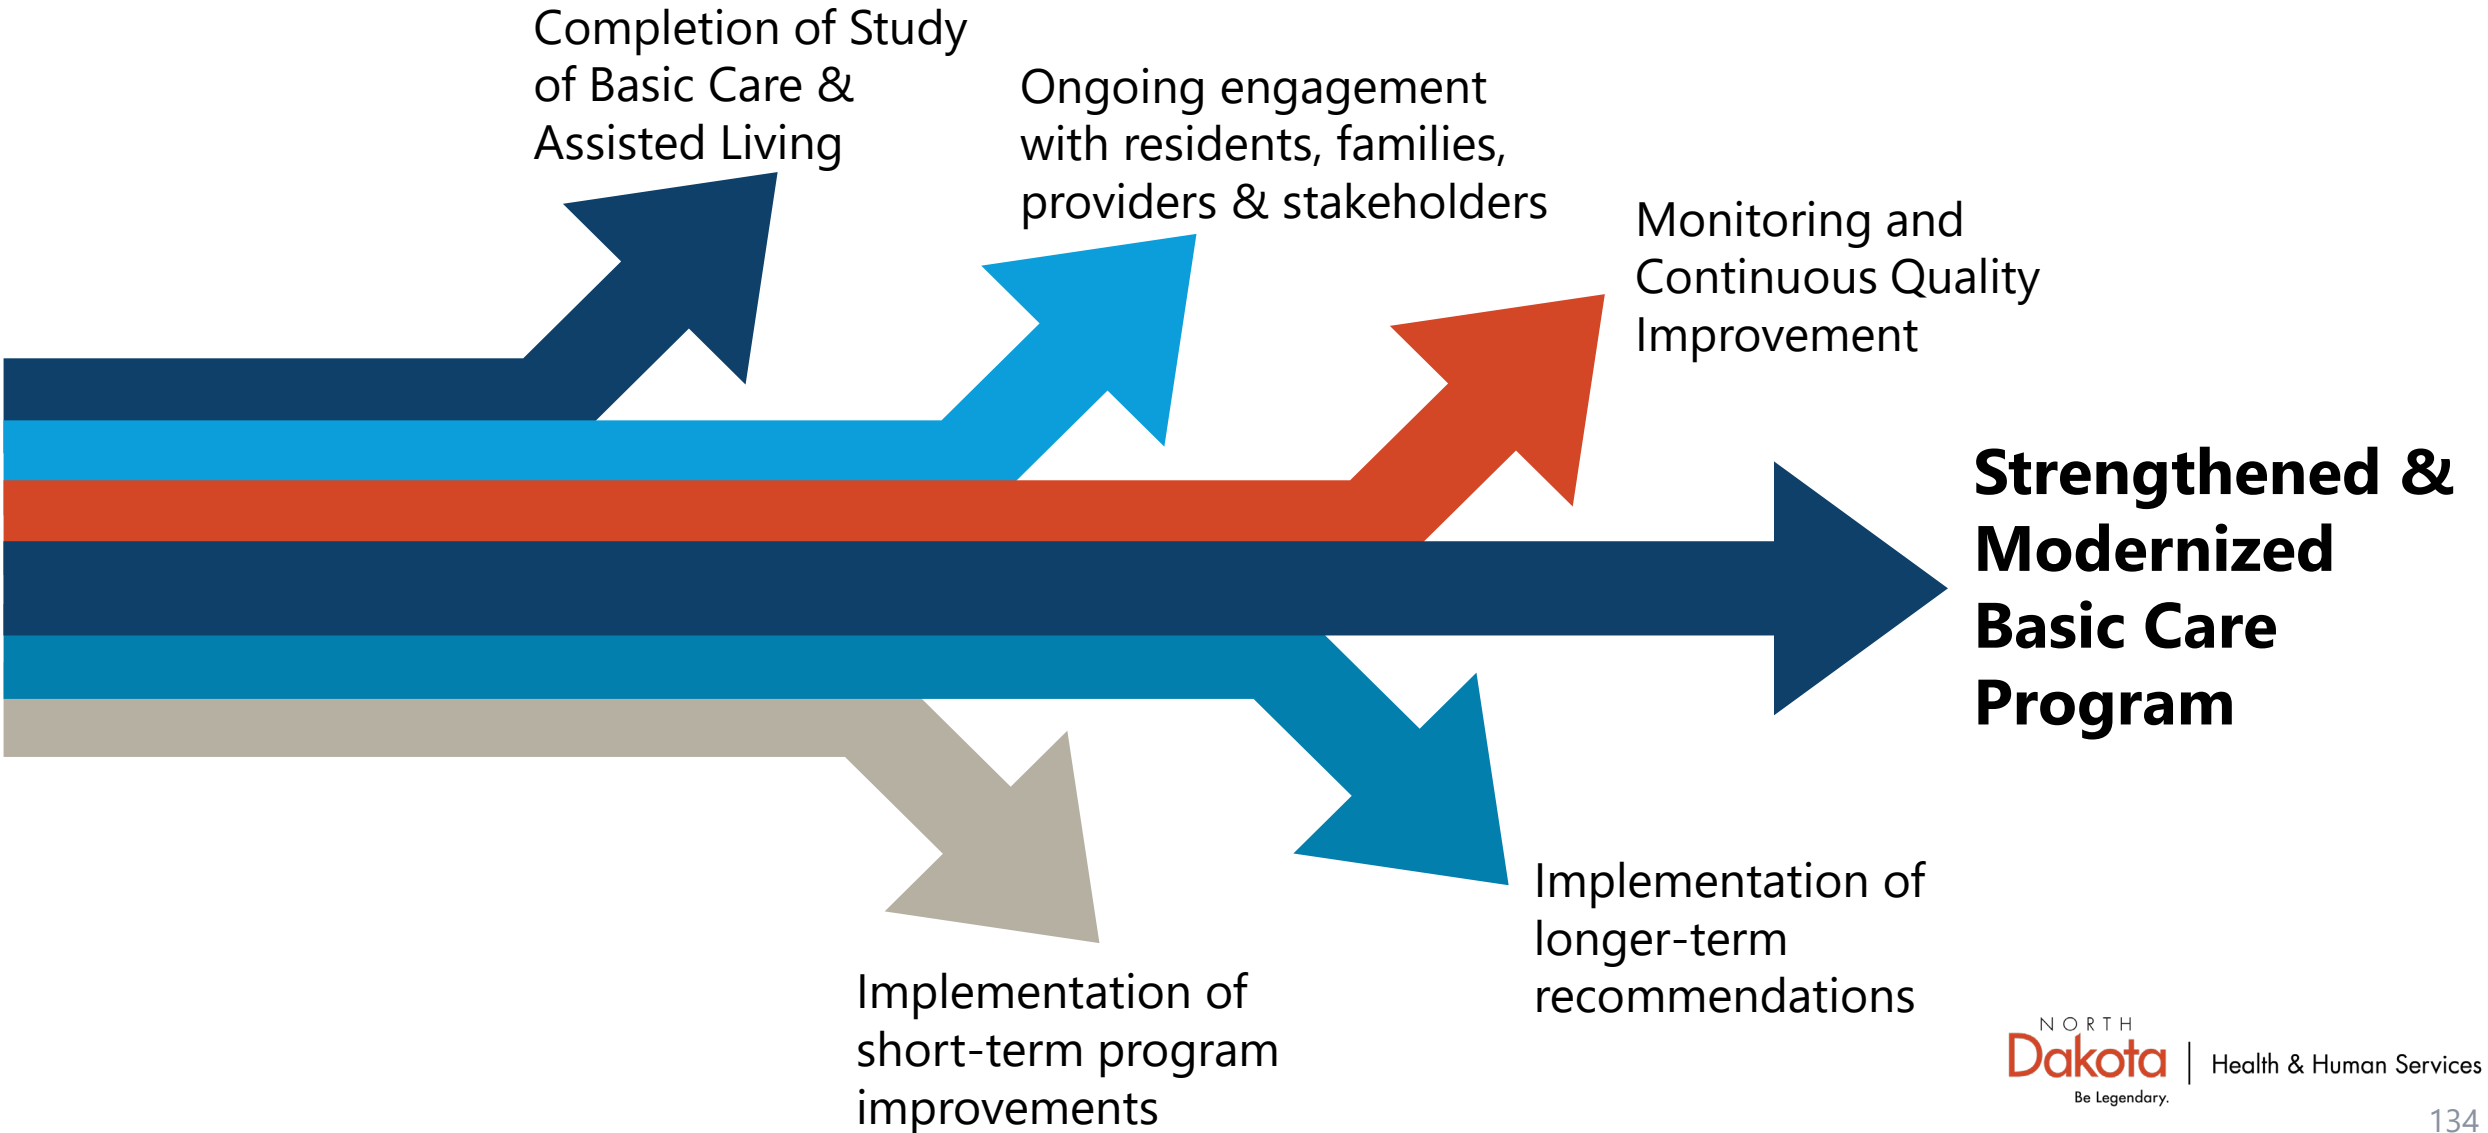 Completion of Study
of Basic Care &
Assisted Living
Ongoing engagement
with residents, families,
providers & stakeholders
Monitoring and
Continuous Quality
Improvement
Strengthened &
Modernized
Basic Care
Program
Implementation of
longer-term
recommendations
Implementation of
short-term program
improvements
NORTH
Dakota
Be Legendary.
Health & Human Services
134